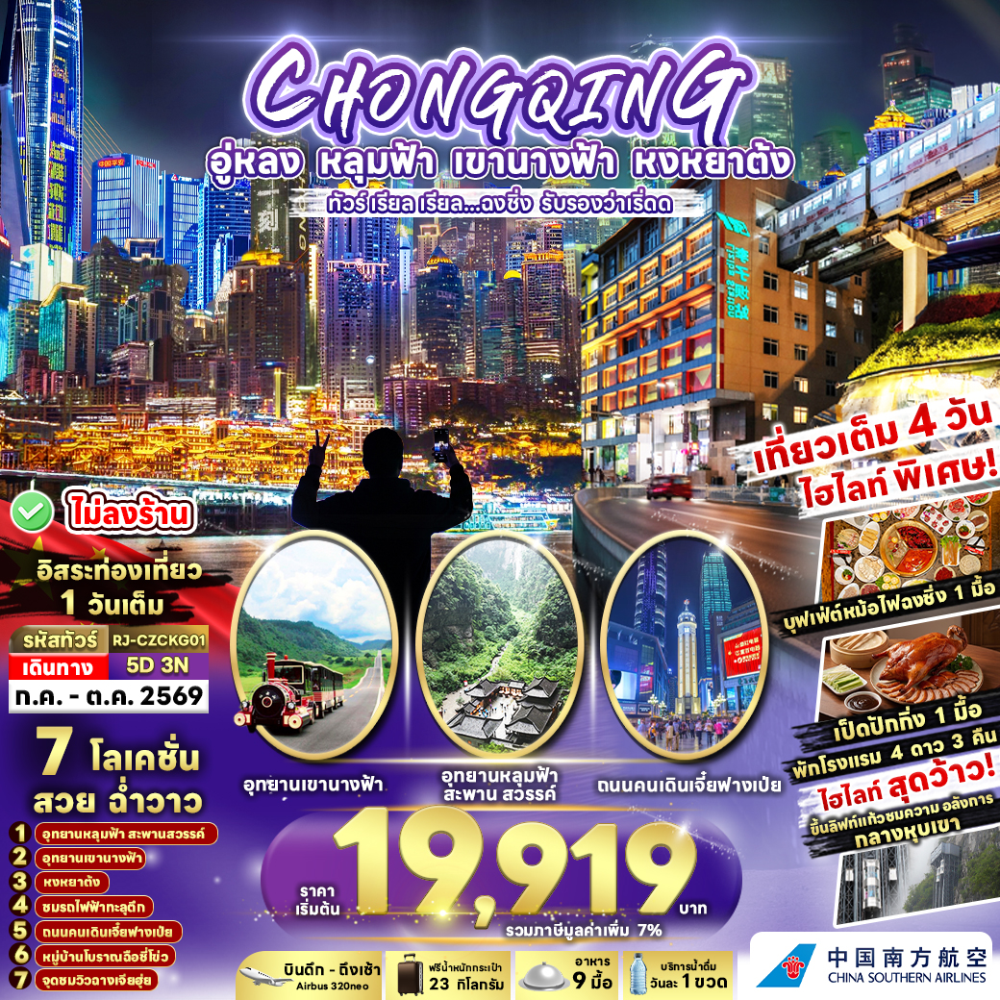 CHONGQING
อู่หลง หลุมฟ้า เขานางฟ้า หงหยาต้ง
ทัวร์ เรียล เรียล...ฉงชิ่ง รับรองว่าเริ่ดด
中国平安
เที่ยวเต็ม 4 วัน
ไฮไลท์ พิเศษ!
ไม่ลงร้าน
อิสระท่องเที่ยว
1 วันเต็ม
รหัสทัวร์ RJ-CZCKG01
เดินทาง 5D 3N
ก.ค. - ต.ค. 2569
บุฟเฟ่ต์หม้อไฟฉงชิ่ง 1 มื้อ
เป็ดปักกิ่ง 1 มื้อ
พักโรงแรม 4 ดาว 3 คืน
ไฮไลท์ สุดว้าว!
ขึ้นลิฟท์แก้วชมความ อลังการ
กลางหุบเขา
อุทยานเขานางฟ้า
อุทยานหลุมฟ้า
สะพาน สวรรค์
ถนนคนเดินเจี๋ยฟางเป่ย
7 โลเคชั่น
สวย ฉ่ำวาว
1 อุทยานหลุมฟ้า สะพานสวรรค์
2 อุทยานเขานางฟ้า
3 หงหยาต้ง
4 ชมรถไฟฟ้าทะลุตึก
5 ถนนคนเดินเจี๋ยฟางเป่ย
6 หมู่บ้านโบราณฉือชี่โข่ว
7 จุดชมวิวฉางเจียฮุ่ย
ราคา
เริ่มต้น
19,919
บาท
รวมภาษีมูลค่าเพิ่ม 7%
บินดึก - ถึงเช้า
Airbus 320neo
ฟรีน้ำหนักกระเป๋า
23 กิโลกรัม
อาหาร
9 มื้อ
บริการน้ำดื่ม
วันละ 1 ขวด
中国南方航空
CHINA SOUTHERN AIRLINES